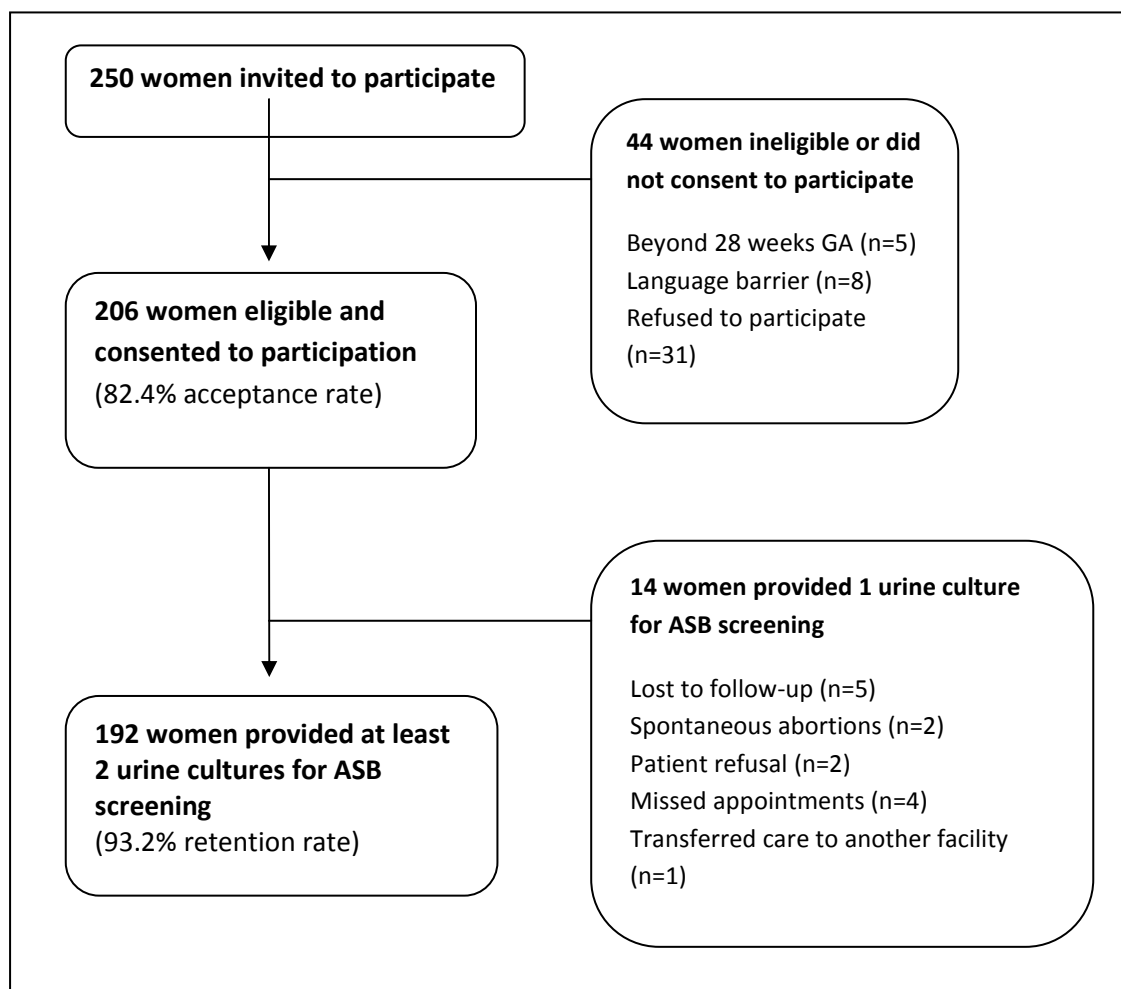 250 women invited to participate
44 women ineligible or did
not consent to participate
Beyond 28 weeks GA (n=5)
Language barrier (n=8)
Refused to participate
(n=31)
206 women eligible and
consented to participation
(82.4% acceptance rate)
14 women provided 1 urine culture
for ASB screening
Lost to follow-up (n=5)
Spontaneous abortions (n=2)
Patient refusal (n=2)
Missed appointments (n=4)
Transferred care to another facility
(n=1)
192 women provided at least
2 urine cultures for ASB
screening
(93.2% retention rate)